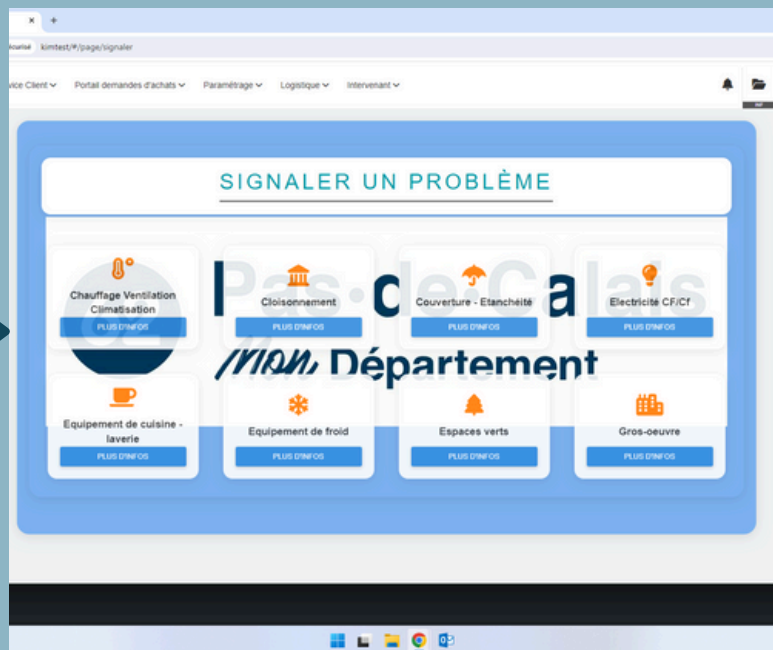 kimtest/#/page/signaler
vice Client Portail demandes d'achats Paramétrage Logistique Intervenant
SIGNALER UN PROBLÈME
Pas-de-Calais
Mon Département
Chauffage Ventilation
Climatisation
PLUS D'INFOS
Cloisonnement
PLUS D'INFOS
Couverture - Etanchéité
PLUS D'INFOS
Electricité CF/Cf
PLUS D'INFOS
Equipement de cuisine -
laverie
PLUS D'INFOS
Equipement de froid
PLUS D'INFOS
Espaces verts
PLUS D'INFOS
Gros-oeuvre
PLUS D'INFOS